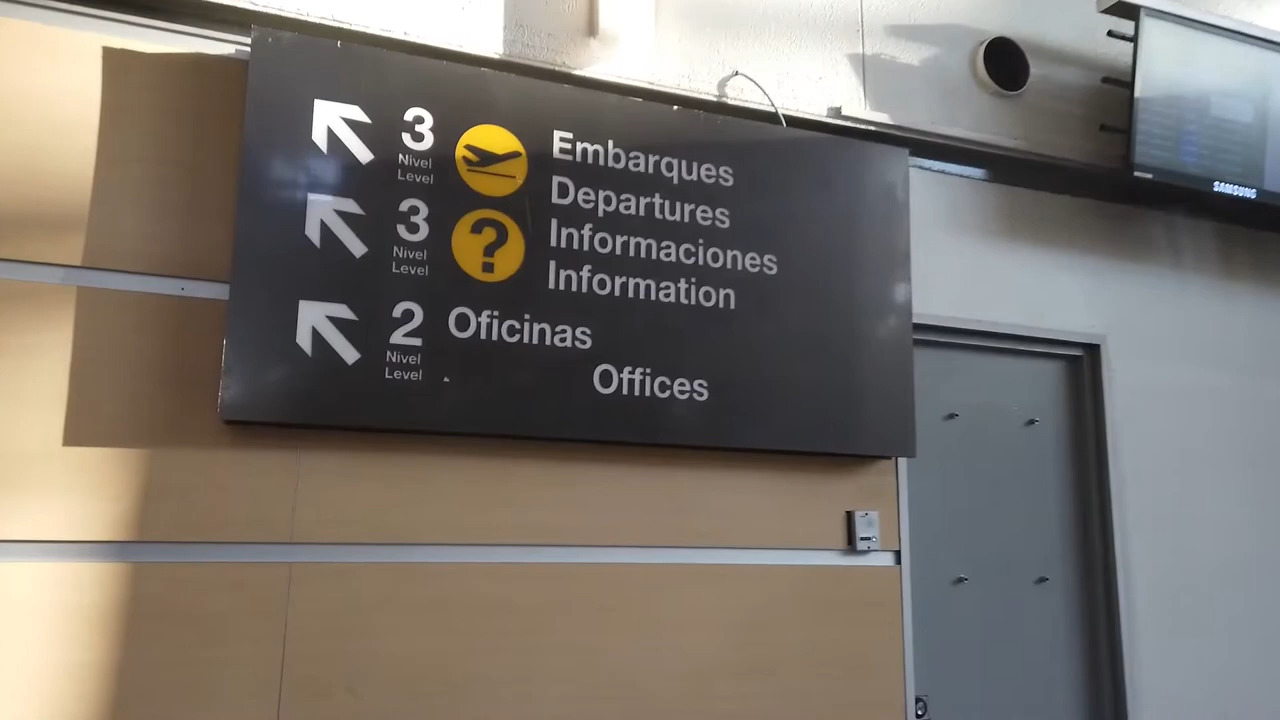 3 Embarques
Nivel
Level
Departures
3 Informaciones
Nivel
Level
?
Information
2 Oficinas
Nivel
Level
Offices
SAMSUNG